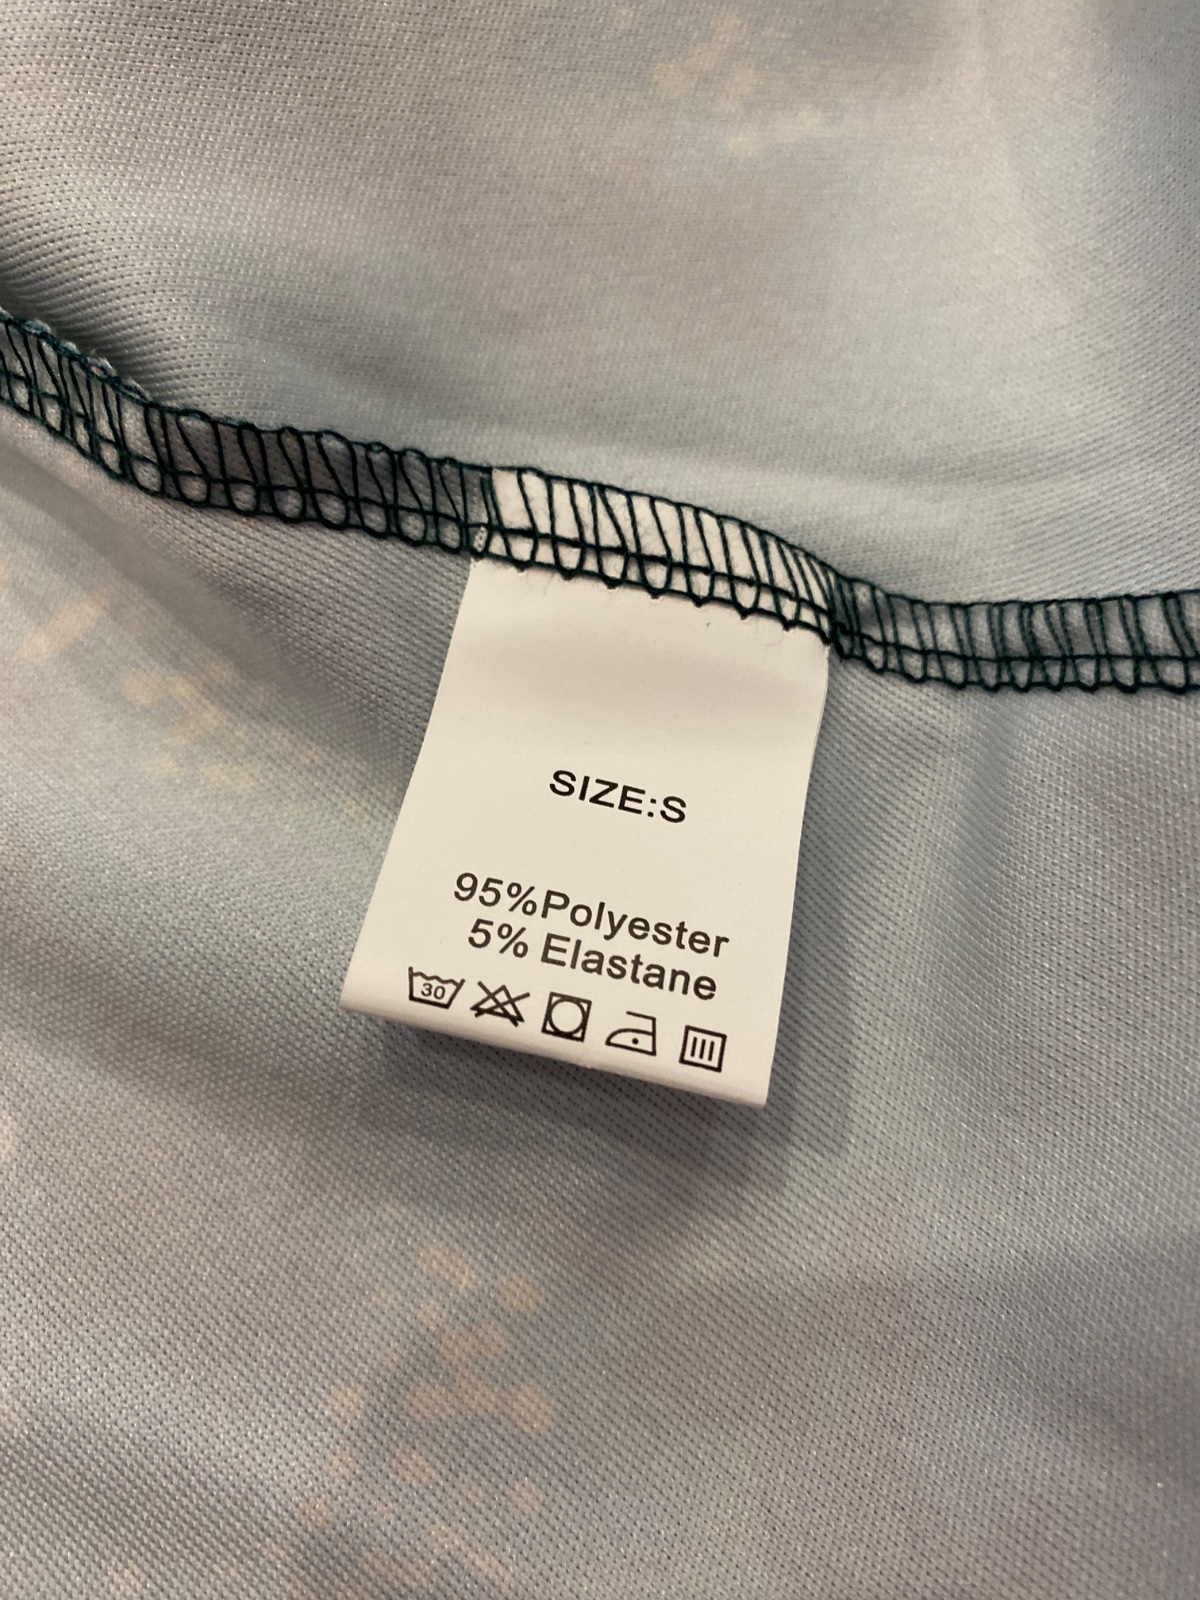 SIZE:S
95%Polyester
5% Elastane
30